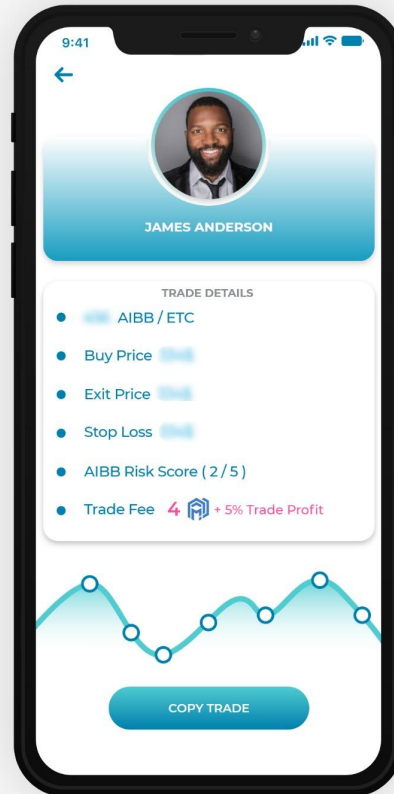 9:41
JAMES ANDERSON
TRADE DETAILS
AIBB / ETC
Buy Price
Exit Price
Stop Loss
AIBB Risk Score ( 2 / 5 )
Trade Fee 4 + 5% Trade Profit
COPY TRADE